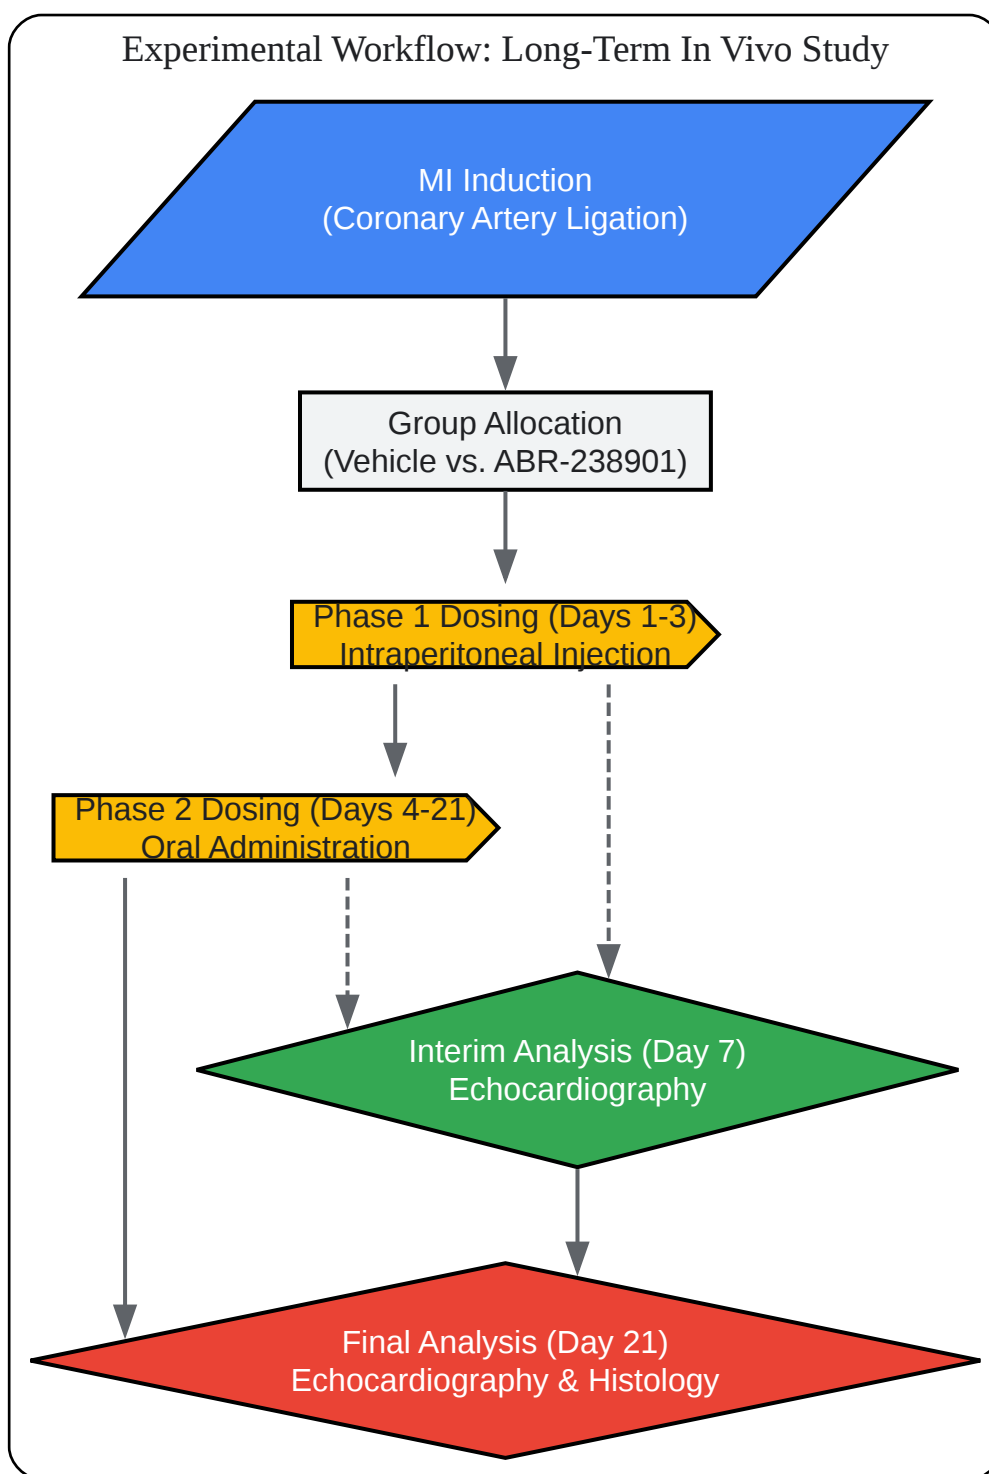 Experimental Workflow: Long-Term In Vivo Study
MI Induction
(Coronary Artery Ligation)
Group Allocation
(Vehicle vs. ABR-238901)
Phase 1 Dosing (Days 1-3)
Intraperitoneal Injection
Phase 2 Dosing (Days 4-21)
Oral Administration
Interim Analysis (Day 7)
Echocardiography
Final Analysis (Day 21)
Echocardiography & Histology